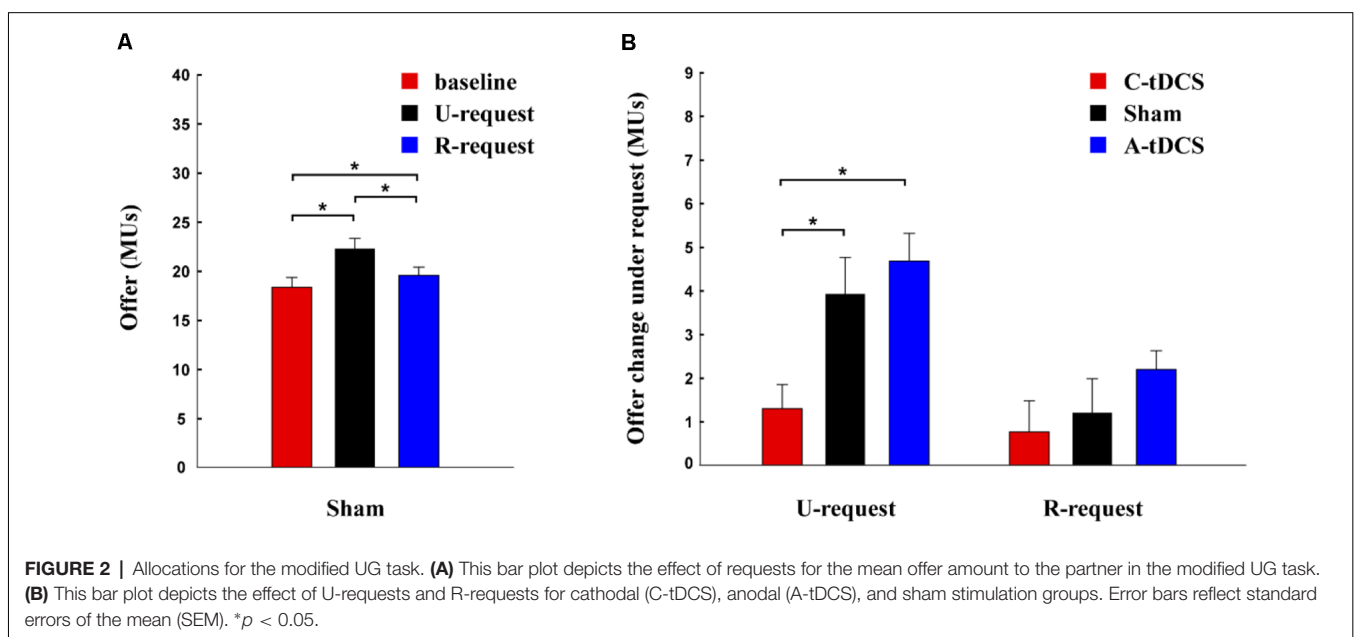 A
Offer (MUs)
40
35
30
25
20
15
10
5
0
baseline
U-request
R-request
*
*
*
Sham
B
Offer change under request (MUs)
9
8
7
6
5
4
3
2
1
0
C-tDCS
Sham
A-tDCS
*
*
U-request
R-request
FIGURE 2 | Allocations for the modified UG task. (A) This bar plot depicts the effect of requests for the mean offer amount to the partner in the modified UG task.
(B) This bar plot depicts the effect of U-requests and R-requests for cathodal (C-tDCS), anodal (A-tDCS), and sham stimulation groups. Error bars reflect standard
errors of the mean (SEM). *p < 0.05.